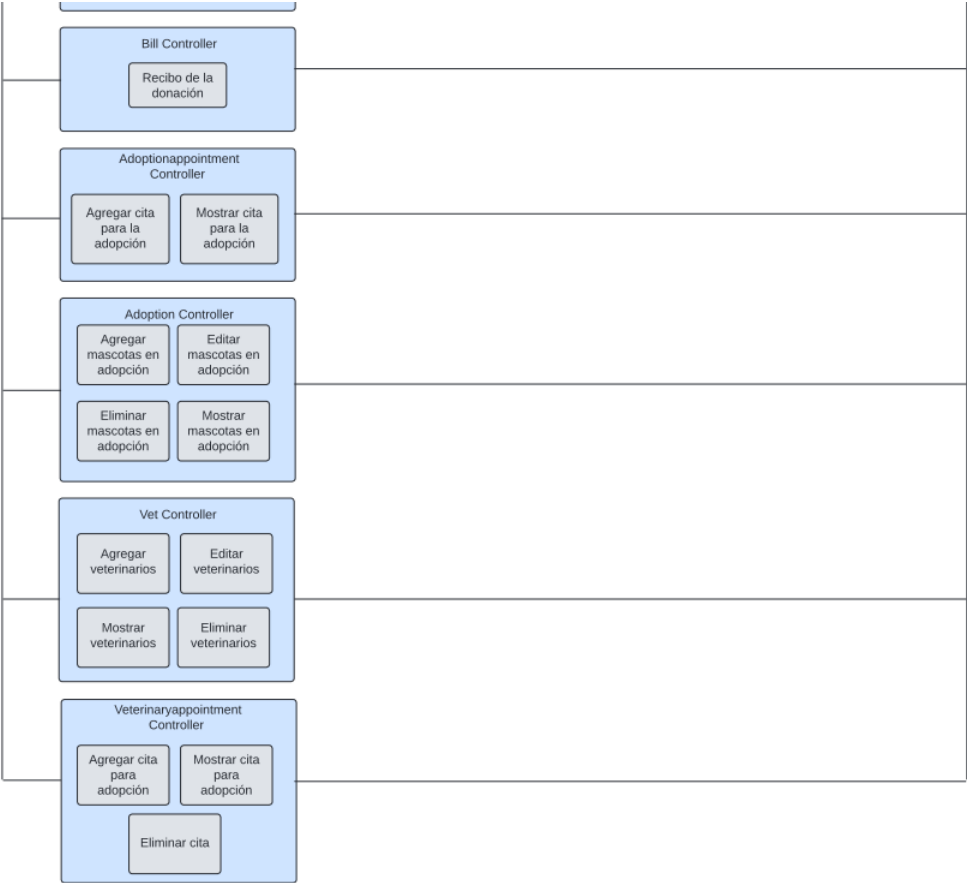 Bill Controller
Recibo de la
donación
Adoptionappointment
Controller
Agregar cita
para la
adopción
Mostrar cita
para la
adopción
Adoption Controller
Agregar
mascotas en
adopción
Editar
mascotas en
adopción
Eliminar
mascotas en
adopción
Mostrar
mascotas en
adopción
Vet Controller
Agregar
veterinarios
Editar
veterinarios
Mostrar
veterinarios
Eliminar
veterinarios
Veterinaryappointment
Controller
Agregar cita
para
adopción
Mostrar cita
para
adopción
Eliminar cita